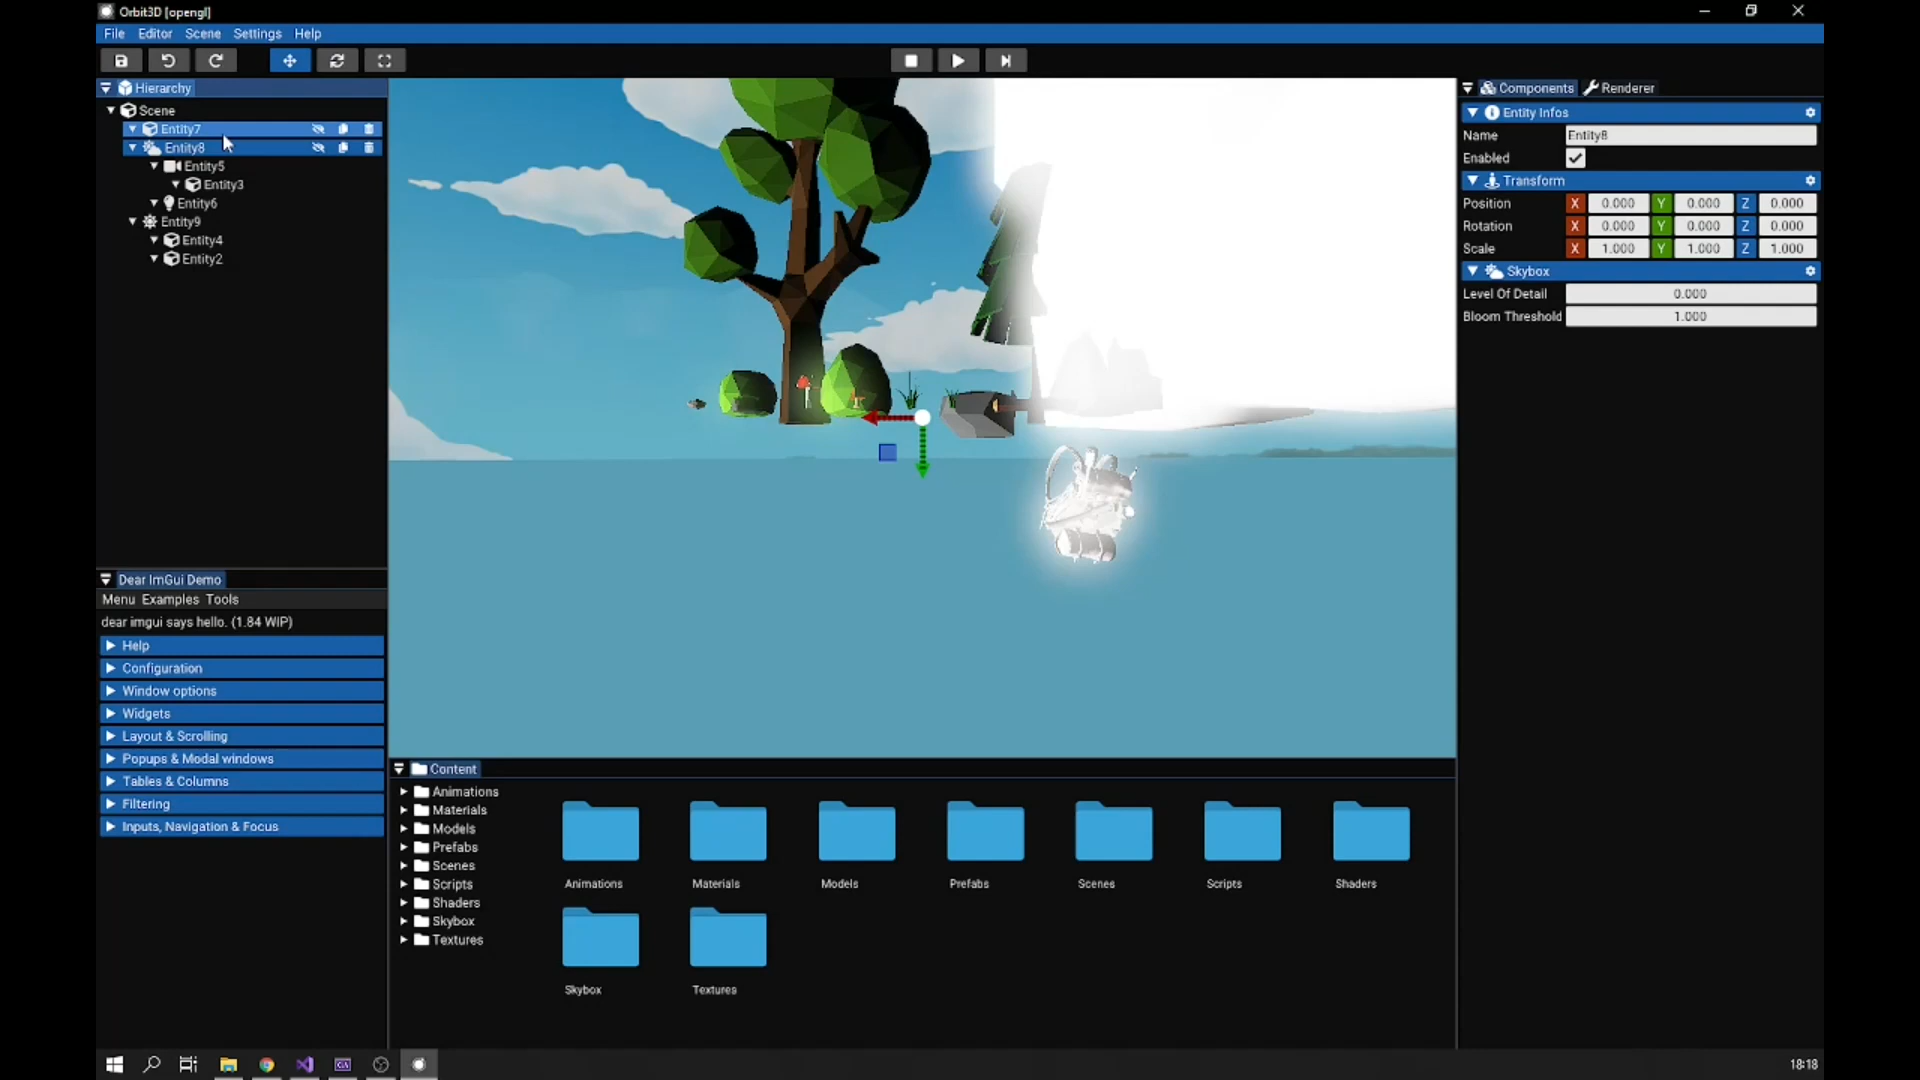 Orbit3D [opengl]
File Editor Scene Settings Help
Hierarchy
Scene
Entity7
Entity8
Entity5
Entity3
Entity6
Entity9
Entity4
Entity2
Dear ImGui Demo
Menu Examples Tools
dear imgui says hello. (1.84 WIP)
Help
Configuration
Window options
Widgets
Layout & Scrolling
Popups & Modal windows
Tables & Columns
Filtering
Inputs, Navigation & Focus
Content
Animations
Materials
Models
Prefabs
Scenes
Scripts
Shaders
Skybox
Textures
Animations Materials Models Prefabs Scenes Scripts Shaders
Skybox Textures
Components Renderer
Entity Infos
Name Entity8
Enabled
Transform
Position X 0.000 Y 0.000 Z 0.000
Rotation X 0.000 Y 0.000 Z 0.000
Scale X 1.000 Y 1.000 Z 1.000
Skybox
Level Of Detail 0.000
Bloom Threshold 1.000
18:18